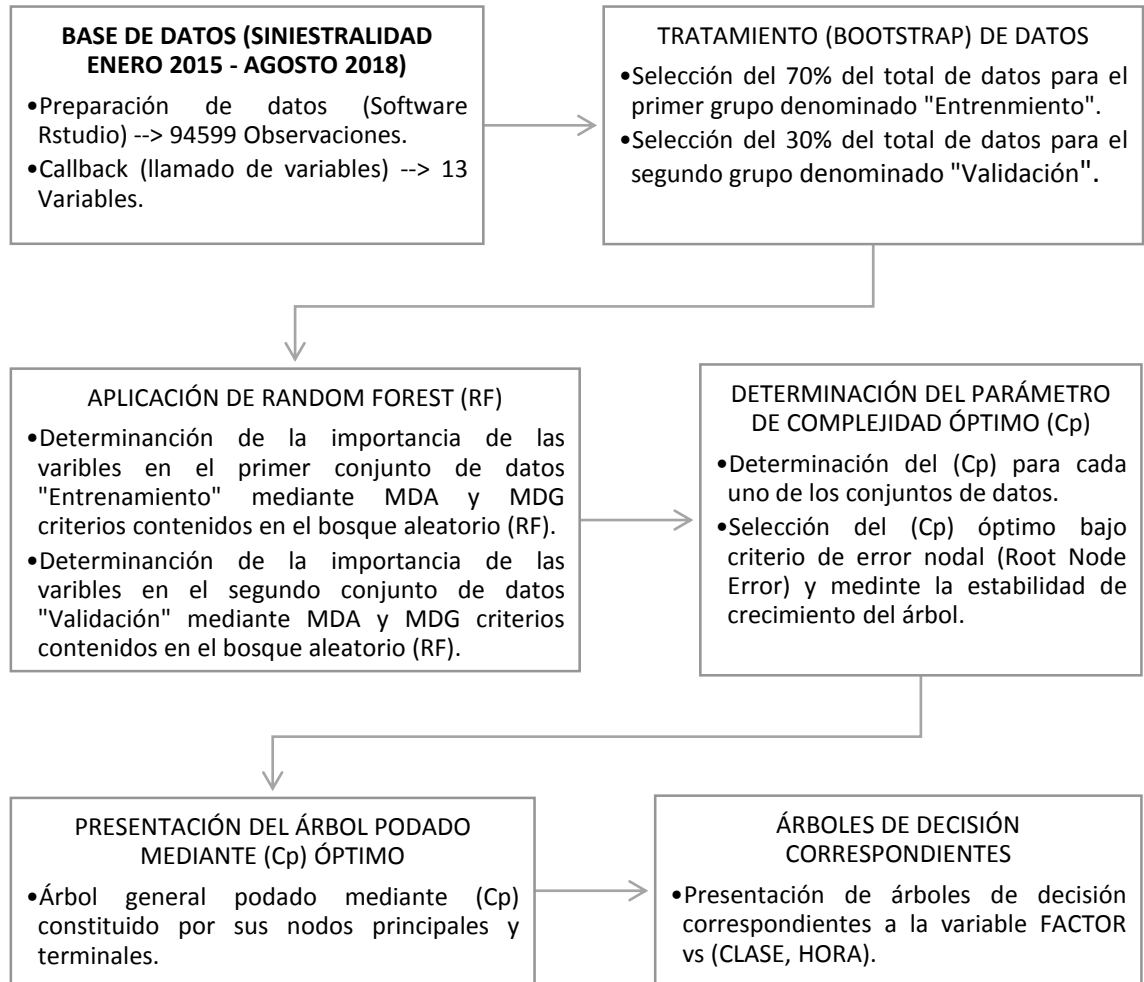 BASE DE DATOS (SINIESTRALIDAD
ENERO 2015 - AGOSTO 2018)
•Preparación de datos (Software
Rstudio) --> 94599 Observaciones.
•Callback (llamado de variables) --> 13
Variables.
TRATAMIENTO (BOOTSTRAP) DE DATOS
•Selección del 70% del total de datos para el
primer grupo denominado "Entrenmiento".
•Selección del 30% del total de datos para el
segundo grupo denominado "Validación".
APLICACIÓN DE RANDOM FOREST (RF)
•Determinanción de la importancia de las
varibles en el primer conjunto de datos
"Entrenamiento" mediante MDA y MDG
criterios contenidos en el bosque aleatorio (RF).
•Determinanción de la importancia de las
varibles en el segundo conjunto de datos
"Validación" mediante MDA y MDG criterios
contenidos en el bosque aleatorio (RF).
DETERMINACIÓN DEL PARÁMETRO
DE COMPLEJIDAD ÓPTIMO (Cp)
•Determinación del (Cp) para cada
uno de los conjuntos de datos.
•Selección del (Cp) óptimo bajo
criterio de error nodal (Root Node
Error) y medinte la estabilidad de
crecimiento del árbol.
PRESENTACIÓN DEL ÁRBOL PODADO
MEDIANTE (Cp) ÓPTIMO
•Árbol general podado mediante (Cp)
constituido por sus nodos principales y
terminales.
ÁRBOLES DE DECISIÓN
CORRESPONDIENTES
•Presentación de árboles de decisión
correspondientes a la variable FACTOR
vs (CLASE, HORA).